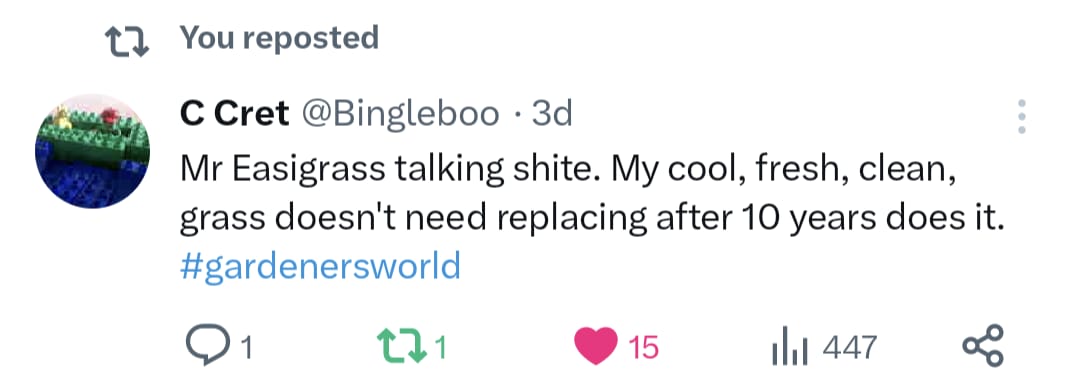 You reposted
C Cret @Bingleboo · 3d
Mr Easigrass talking shite. My cool, fresh, clean,
grass doesn't need replacing after 10 years does it.
#gardenersworld
1 1 15 447